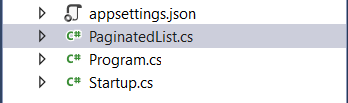 appsettings.json
C# PaginatedList.cs
C# Program.cs
C# Startup.cs